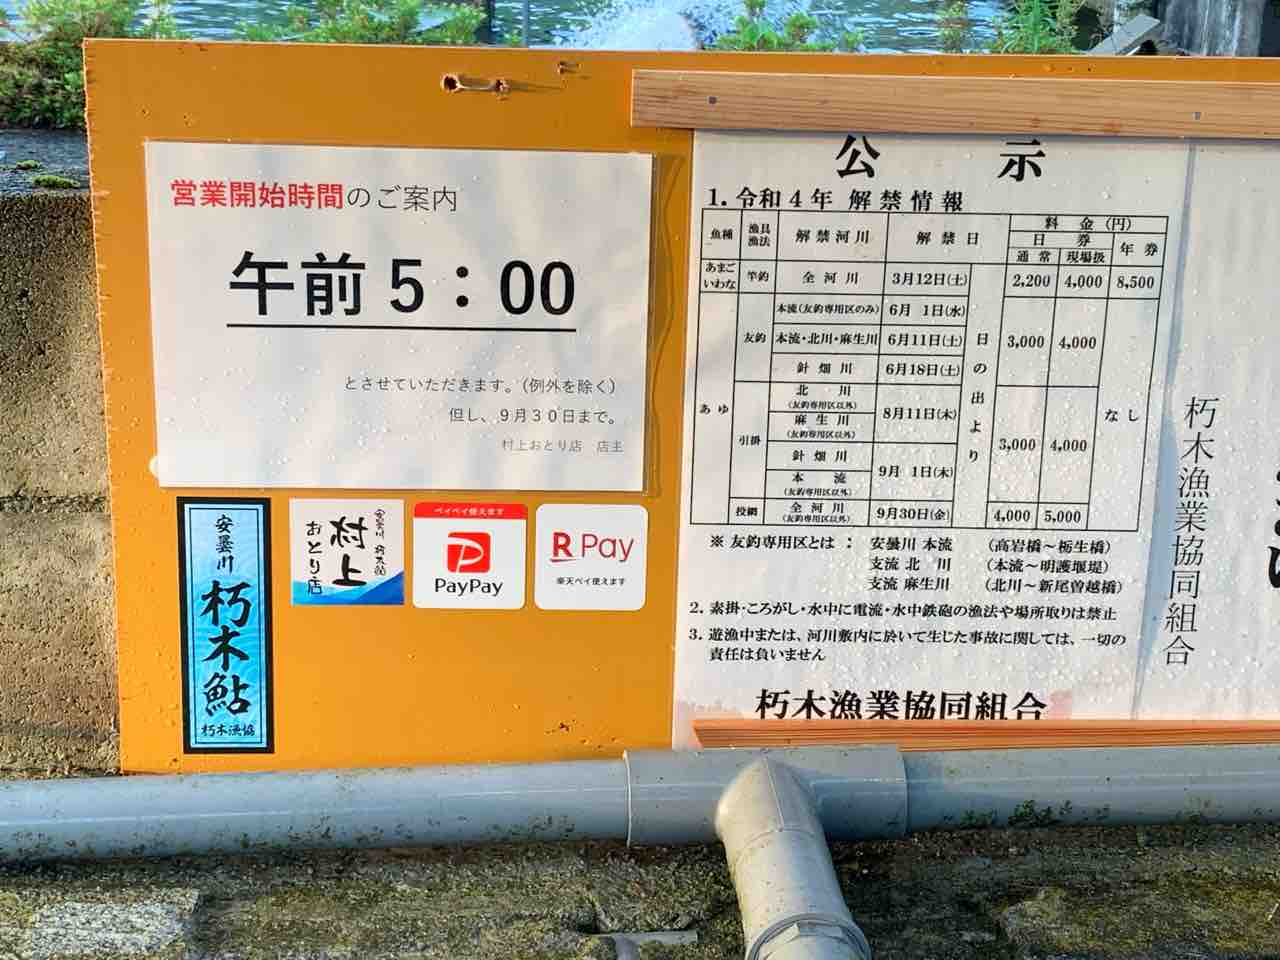 営業開始時間のご案内
午前 5：00
とさせていただきます。（例外を除く）
但し、９月３０日まで。
村上おとり店　店主
安曇川
朽木鮎
朽木漁協
村上
おとり店
ペイペイ使えます
PayPay
R Pay
楽天ペイ使えます
公　示
1. 令和４年 解禁情報
魚種 漁具漁法 解禁河川 解禁日 料金（円）
日券 年券
通常 現場扱
あまごいわな 竿釣 全河川 3月12日(土) 2,200 4,000 8,500
あゆ 友釣 本流(友釣専用区のみ) 6月 1日(水) 日の出より 3,000 4,000 なし
本流・北川・麻生川 6月11日(土)
針畑川 6月18日(土)
引掛 北川 (友釣専用区以外) 8月11日(木) 3,000 4,000
麻生川 (友釣専用区以外)
針畑川 9月 1日(木)
本流 (友釣専用区以外)
投網 全河川 (友釣専用区以外) 9月30日(金) 4,000 5,000
※ 友釣専用区とは： 安曇川 本流 （高岩橋～栃生橋）
支流 北　川 （本流～明護堰堤）
支流 麻生川 （北川～新尾曽越橋）
2. 素掛・ころがし・水中に電流・水中鉄砲の漁法や場所取りは禁止
3. 遊漁中または、河川敷内に於いて生じた事故に関しては、一切の
責任は負いません
朽木漁業協同組合
朽木漁業協同組合